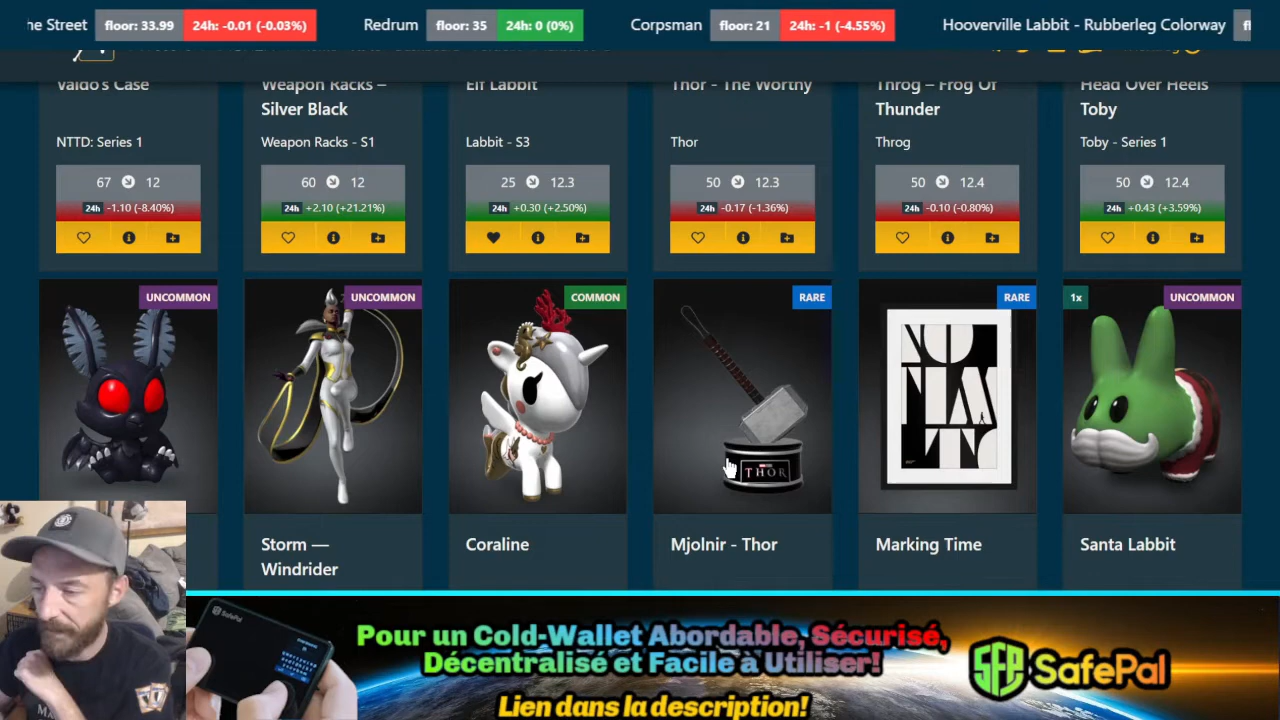 he Street floor: 33.99 24h: -0.01 (-0.03%) Redrum floor: 35 24h: 0 (0%) Corpsman floor: 21 24h: -1 (-4.55%) Hooverville Labbit - Rubberleg Colorway
Valdo's Case
NTTD: Series 1
67 12
24h -1.10 (-8.40%)
Weapon Racks –
Silver Black
Weapon Racks - S1
60 12
24h +2.10 (+21.21%)
Elf Labbit
Labbit - S3
25 12.3
24h +0.30 (+2.50%)
Thor - The Worthy
Thor
50 12.3
24h -0.17 (-1.36%)
Throg – Frog Of
Thunder
Throg
50 12.4
24h -0.10 (-0.80%)
Head Over Heels
Toby
Toby - Series 1
50 12.4
24h +0.43 (+3.59%)
UNCOMMON
UNCOMMON
Storm —
Windrider
COMMON
Coraline
RARE
THOR
Mjolnir - Thor
RARE
NO
TIME
TO
Marking Time
1x UNCOMMON
Santa Labbit
SafePal
Pour un Cold-Wallet Abordable, Sécurisé,
Décentralisé et Facile à Utiliser!
Lien dans la description!
SafePal